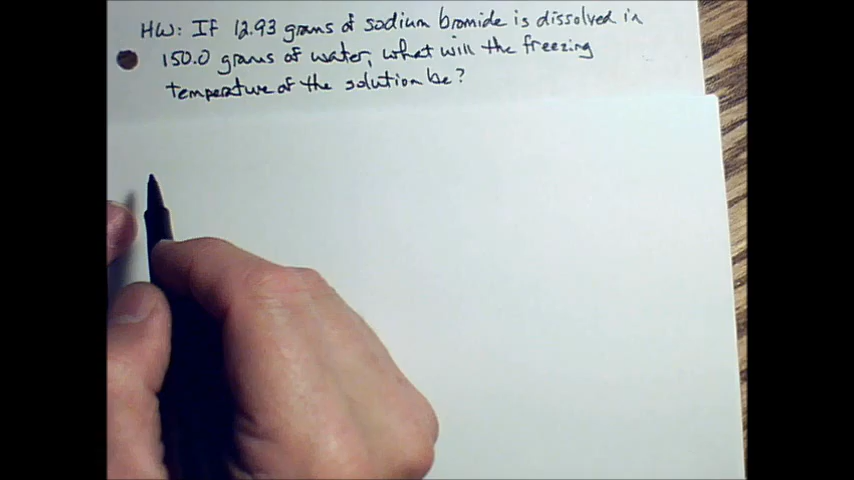 HW: If 12.93 grams of sodium bromide is dissolved in
150.0 grams of water, what will the freezing
temperature of the solution be?